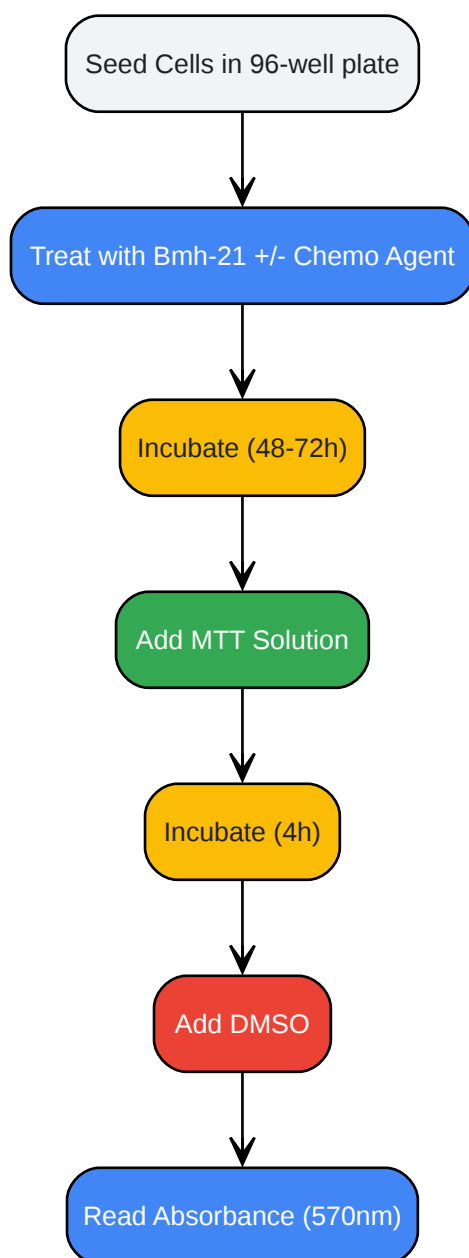 Seed Cells in 96-well plate
Treat with Bmh-21 +/- Chemo Agent
Incubate (48-72h)
Add MTT Solution
Incubate (4h)
Add DMSO
Read Absorbance (570nm)